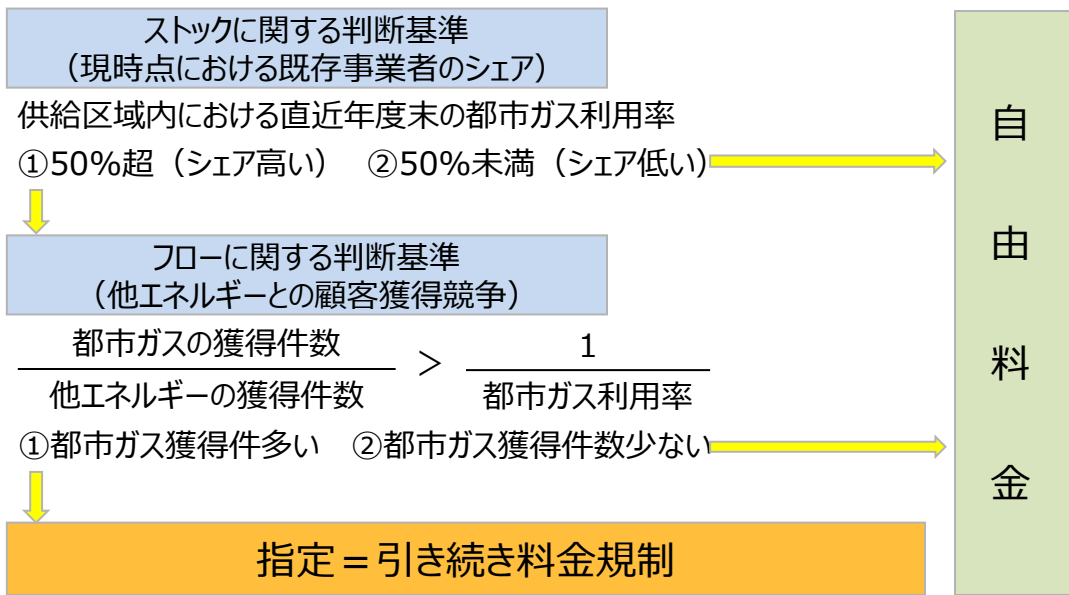 ストックに関する判断基準
（現時点における既存事業者のシェア）
供給区域内における直近年度末の都市ガス利用率
①50%超（シェア高い）　②50%未満（シェア低い）
フローに関する判断基準
（他エネルギーとの顧客獲得競争）
都市ガスの獲得件数
他エネルギーの獲得件数
＞
1
都市ガス利用率
①都市ガス獲得件多い　②都市ガス獲得件数少ない
指定＝引き続き料金規制
自
由
料
金